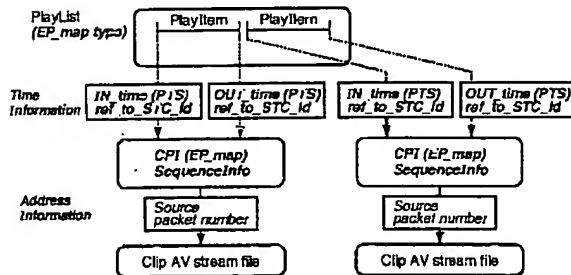 PlayList
(EP_map type)
PlayItem
PlayItem
Time
Information
IN_time (PTS)
ref_to_STC_id
OUT_time (PTS)
ref_to_STC_id
IN_time (PTS)
ref_to_STC_id
OUT_time (PTS)
ref_to_STC_id
CPI (EP_map)
SequenceInfo
CPI (EP_map)
SequenceInfo
Address
Information
Source
packet number
Source
packet number
Clip AV stream file
Clip AV stream file